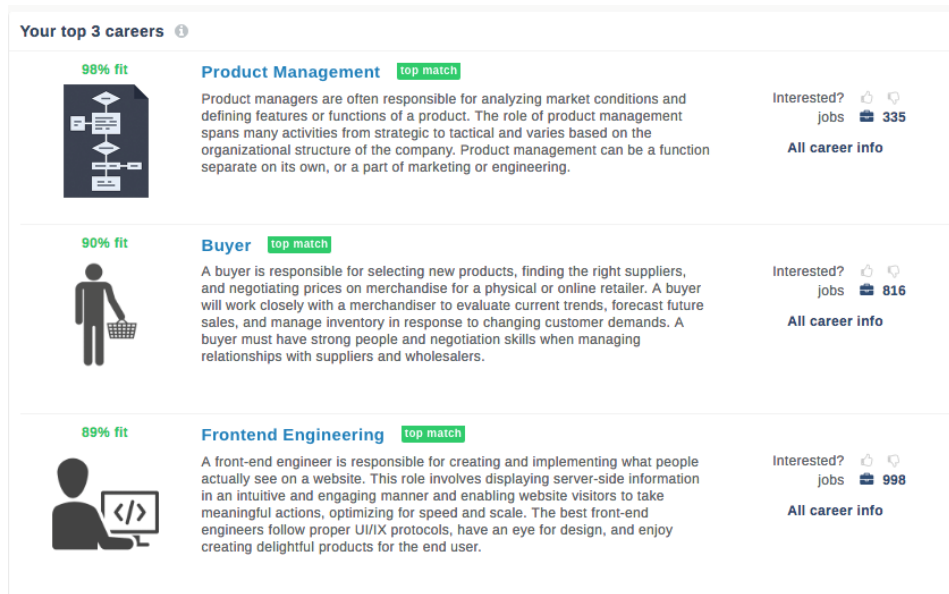 Your top 3 careers
98% fit
Product Management top match
Product managers are often responsible for analyzing market conditions and
defining features or functions of a product. The role of product management
spans many activities from strategic to tactical and varies based on the
organizational structure of the company. Product management can be a function
separate on its own, or a part of marketing or engineering.
Interested?
jobs 335
All career info
90% fit
Buyer top match
A buyer is responsible for selecting new products, finding the right suppliers,
and negotiating prices on merchandise for a physical or online retailer. A buyer
will work closely with a merchandiser to evaluate current trends, forecast future
sales, and manage inventory in response to changing customer demands. A
buyer must have strong people and negotiation skills when managing
relationships with suppliers and wholesalers.
Interested?
jobs 816
All career info
89% fit
Frontend Engineering top match
A front-end engineer is responsible for creating and implementing what people
actually see on a website. This role involves displaying server-side information
in an intuitive and engaging manner and enabling website visitors to take
meaningful actions, optimizing for speed and scale. The best front-end
engineers follow proper UI/IX protocols, have an eye for design, and enjoy
creating delightful products for the end user.
</>
Interested?
jobs 998
All career info